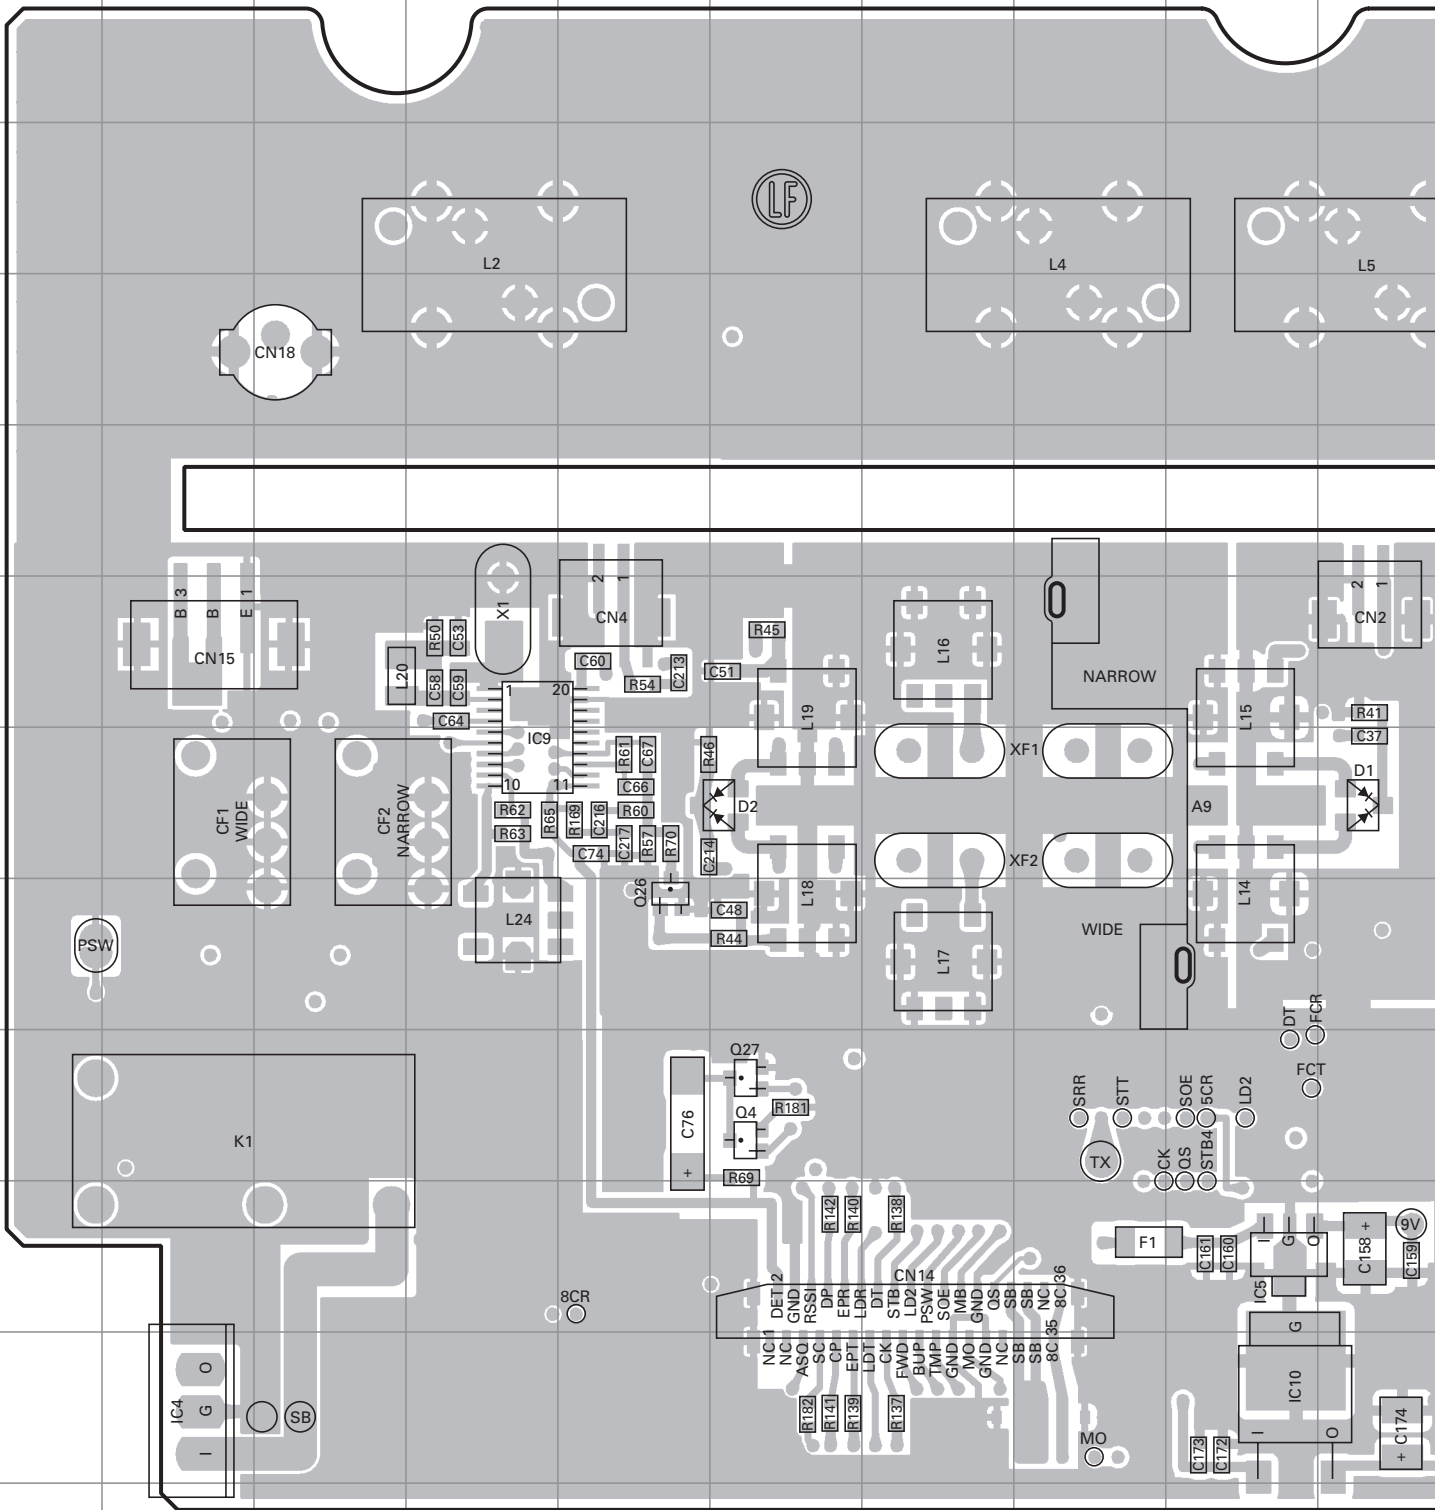 LF
L2
L4
L5
CN18
B 3
B
E 1
CN15
X1
2
1
CN4
R50
C53
L20
C58
C59
C64
C60
R54
C213
C51
R45
L16
NARROW
2
1
CN2
1
20
IC9
10
11
R61
C67
R46
C66
L19
XF1
L15
R41
C37
D1
CF1
WIDE
CF2
NARROW
R62
R63
R65
R169
C216
R60
C217
R57
R70
C74
C214
D2
A9
XF2
Q26
L24
C48
R44
L18
L17
WIDE
L14
PSW
DT
FCR
FCT
Q27
Q4
R181
C76
+
R69
SRR
STT
SOE
5CR
LD2
TX
CK
QS
STB4
K1
R142
R140
R138
F1
C161
C160
I
G
O
IC5
C158
+
9V
C159
8CR
CN14
DET 2
GND
RSSI
DP
EPR
LDR
DT
STB
LD2
PSW
SOE
MB
GND
QS
SB
SB
NC
8C 36
NC 1
NC
ASQ
SC
CP
EPT
LDT
CK
FWD
BUP
TMP
GND
MO
GND
NC
SB
SB
8C 35
R182
R141
R139
R137
IC4
O
G
I
SB
MO
C173
C172
G
IC10
I
O
C174
+